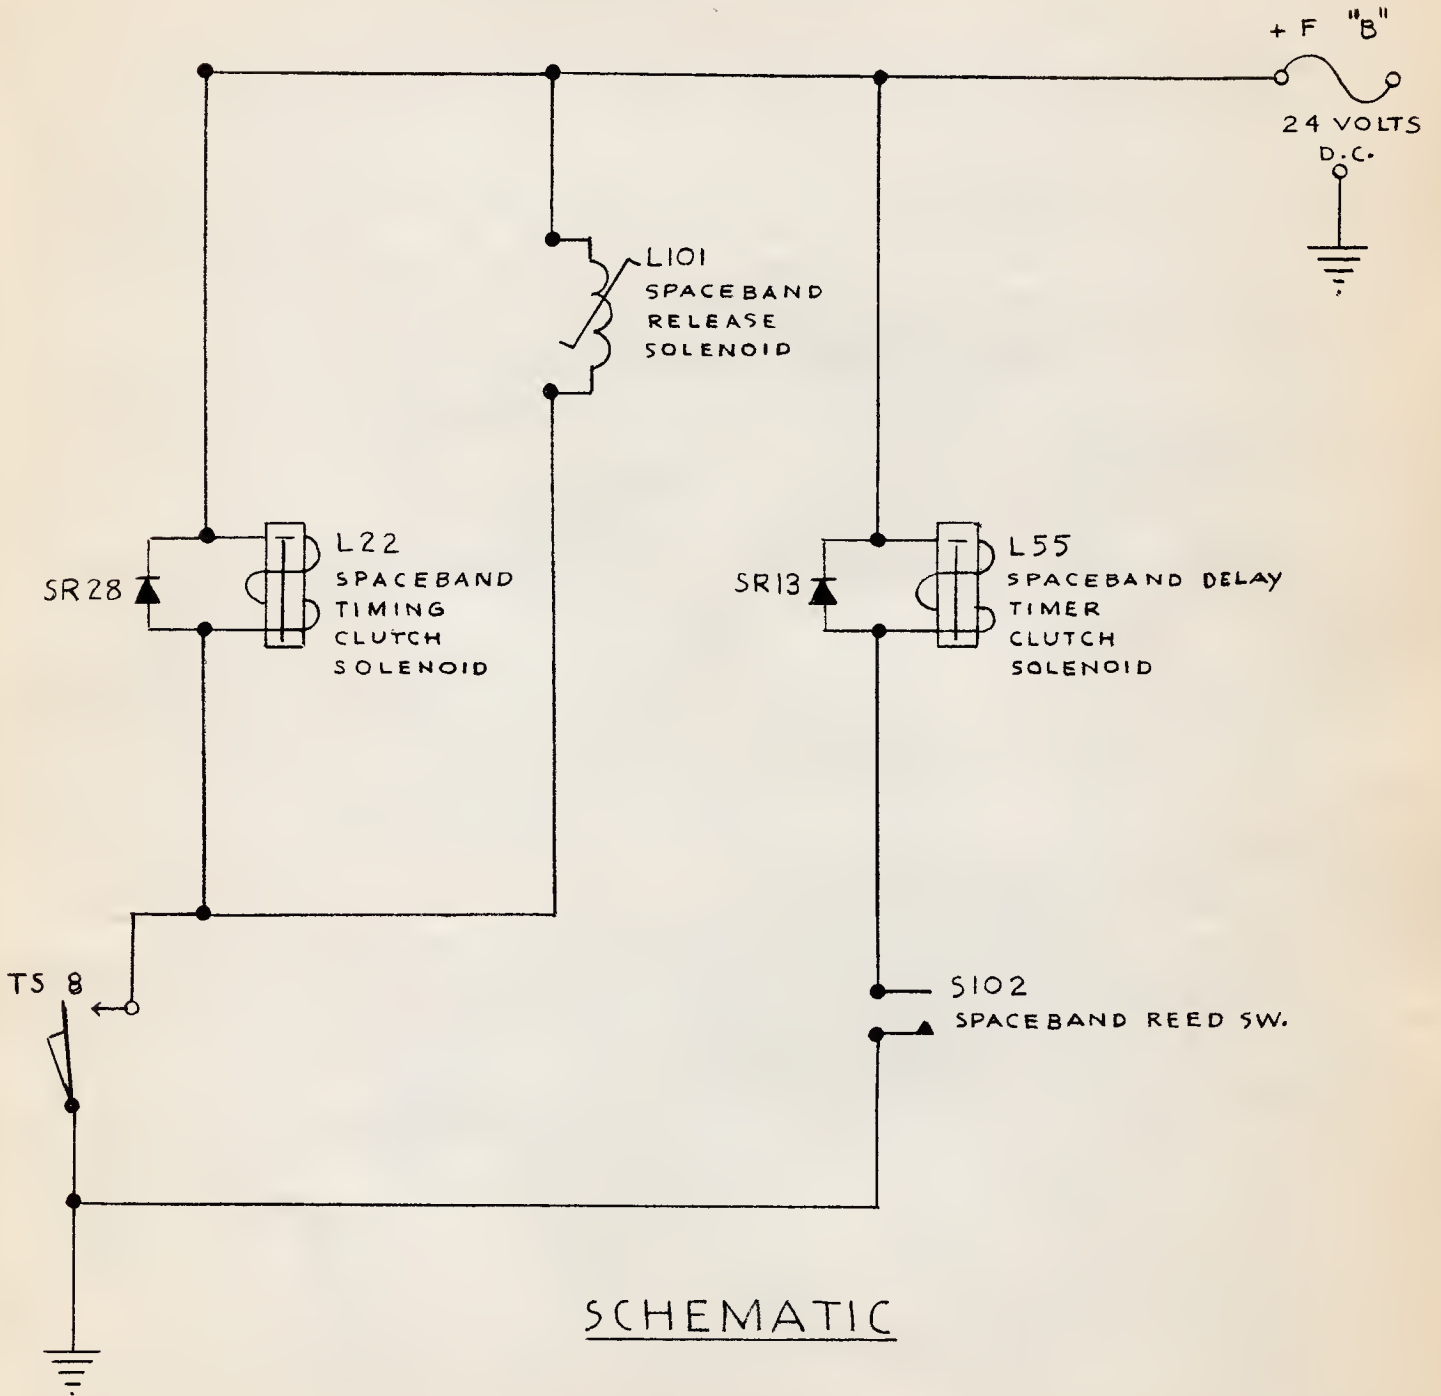 + F "B"
24 VOLTS
D.C.
L101
SPACEBAND
RELEASE
SOLENOID
SR28
L22
SPACEBAND
TIMING
CLUTCH
SOLENOID
SR13
L55
SPACEBAND DELAY
TIMER
CLUTCH
SOLENOID
TS 8
S102
SPACEBAND REED SW.
SCHEMATIC